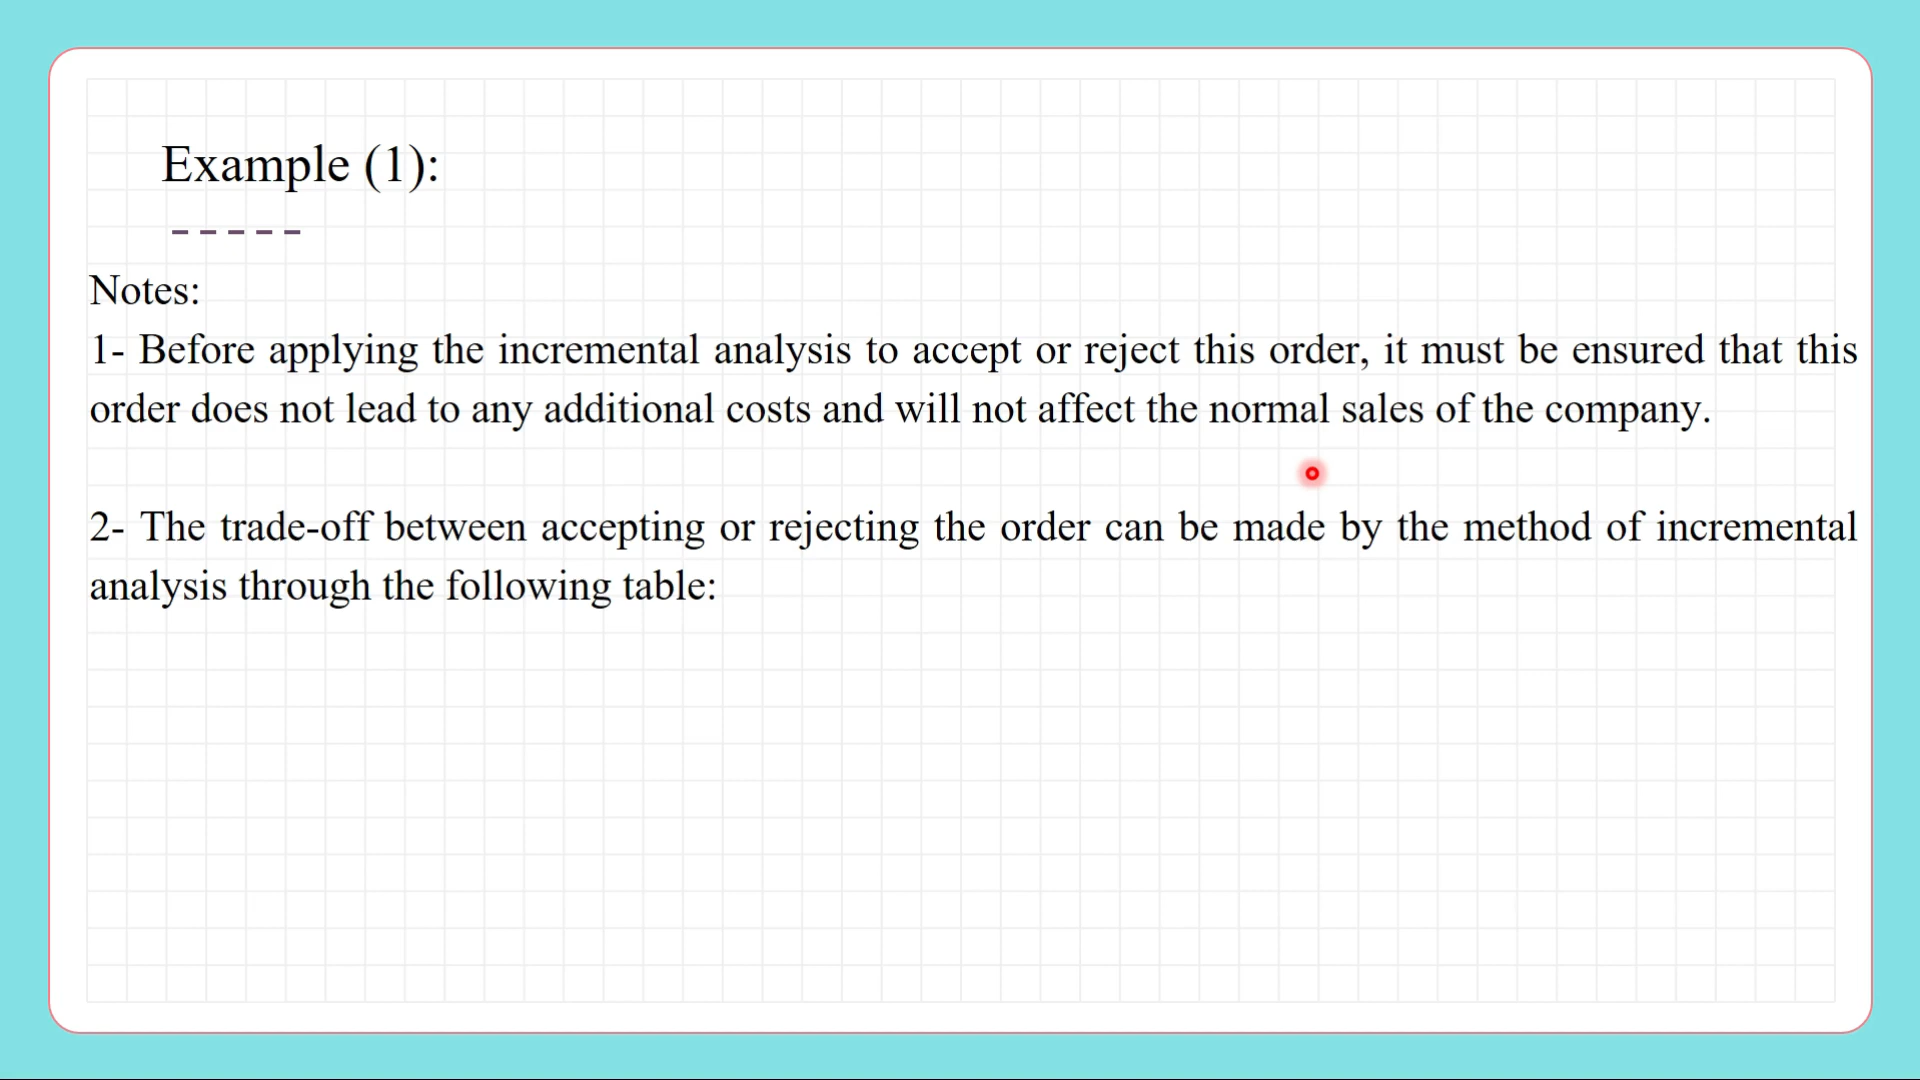 Example (1):
Notes:
1- Before applying the incremental analysis to accept or reject this order, it must be ensured that this
order does not lead to any additional costs and will not affect the normal sales of the company.
2- The trade-off between accepting or rejecting the order can be made by the method of incremental
analysis through the following table: